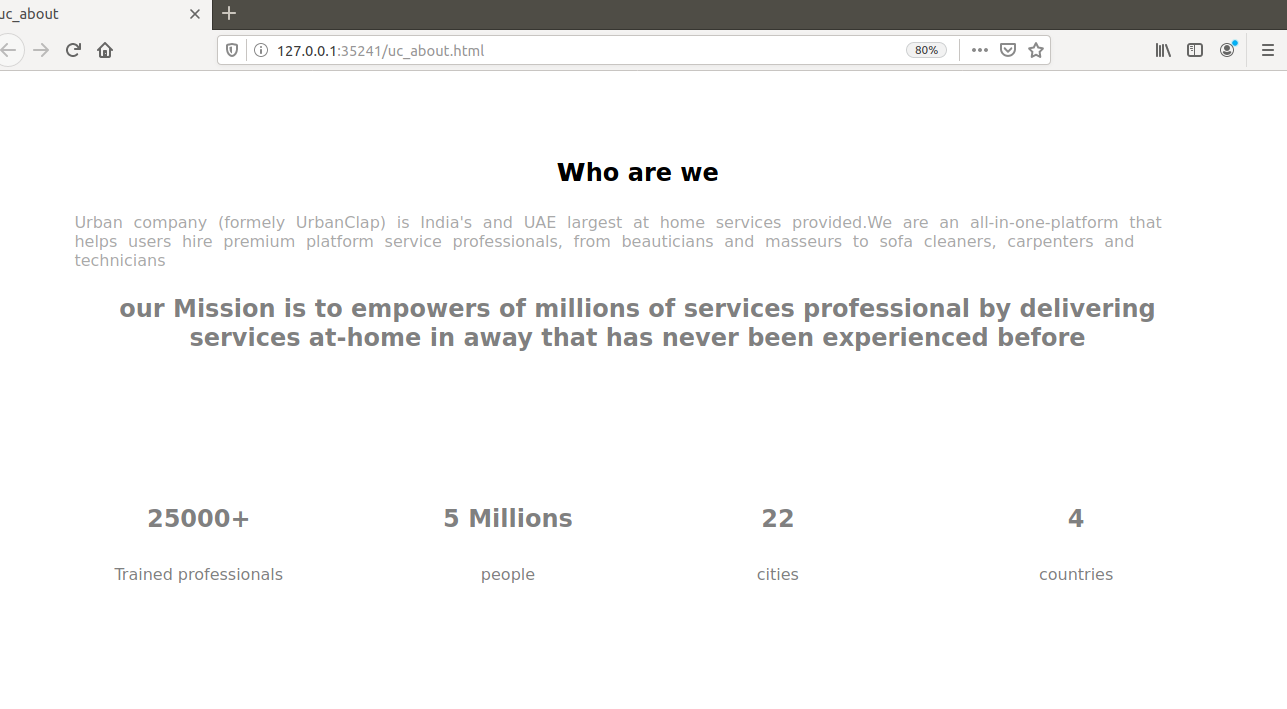 uc_about
127.0.0.1:35241/uc_about.html 80%
Who are we
Urban company (formely UrbanClap) is India's and UAE largest at home services provided.We are an all-in-one-platform that
helps users hire premium platform service professionals, from beauticians and masseurs to sofa cleaners, carpenters and
technicians
our Mission is to empowers of millions of services professional by delivering
services at-home in away that has never been experienced before
25000+ 5 Millions 22 4
Trained professionals people cities countries